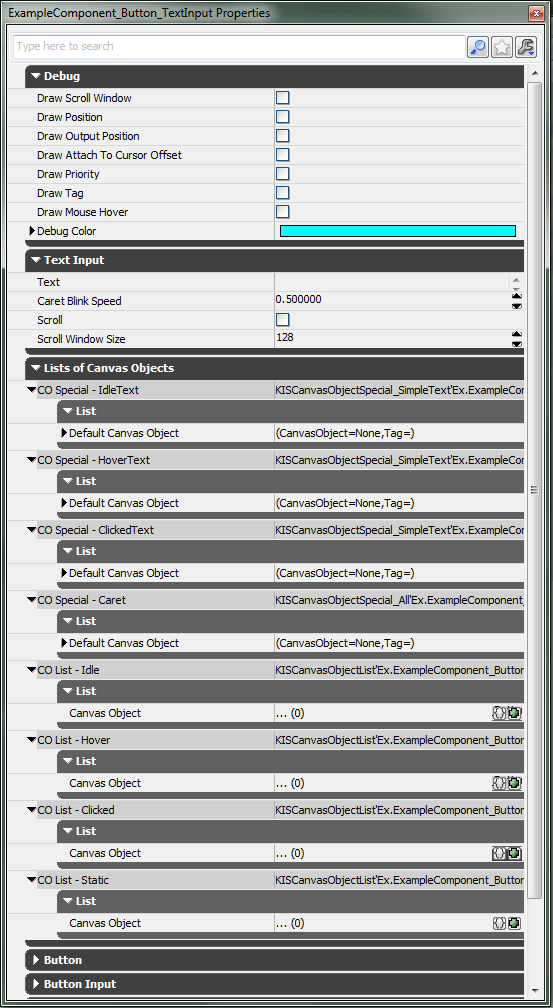 ExampleComponent_Button_TextInput Properties
Type here to search
Debug
Draw Scroll Window
Draw Position
Draw Output Position
Draw Attach To Cursor Offset
Draw Priority
Draw Tag
Draw Mouse Hover
Debug Color
Text Input
Text
Caret Blink Speed 0.500000
Scroll
Scroll Window Size 128
Lists of Canvas Objects
CO Special - IdleText KISCanvasObjectSpecial_SimpleText'Ex.ExampleCon
List
Default Canvas Object (CanvasObject=None,Tag=)
CO Special - HoverText KISCanvasObjectSpecial_SimpleText'Ex.ExampleCon
List
Default Canvas Object (CanvasObject=None,Tag=)
CO Special - ClickedText KISCanvasObjectSpecial_SimpleText'Ex.ExampleCon
List
Default Canvas Object (CanvasObject=None,Tag=)
CO Special - Caret KISCanvasObjectSpecial_All'Ex.ExampleComponent_
List
Default Canvas Object (CanvasObject=None,Tag=)
CO List - Idle KISCanvasObjectList'Ex.ExampleComponent_Button
List
Canvas Object ... (0)
CO List - Hover KISCanvasObjectList'Ex.ExampleComponent_Button
List
Canvas Object ... (0)
CO List - Clicked KISCanvasObjectList'Ex.ExampleComponent_Button
List
Canvas Object ... (0)
CO List - Static KISCanvasObjectList'Ex.ExampleComponent_Button
List
Canvas Object ... (0)
Button
Button Input